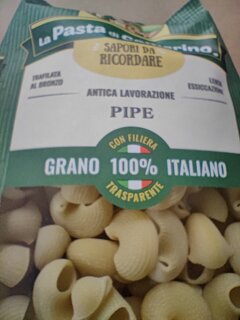 La Pasta di
SAPORI DA
RICORDARE
TRAFILATA
AL BRONZO
LENTA
ESSICCAZIONE
ANTICA LAVORAZIONE
PIPE
CON FILIERA
GRANO 100% ITALIANO
TRASPARENTE